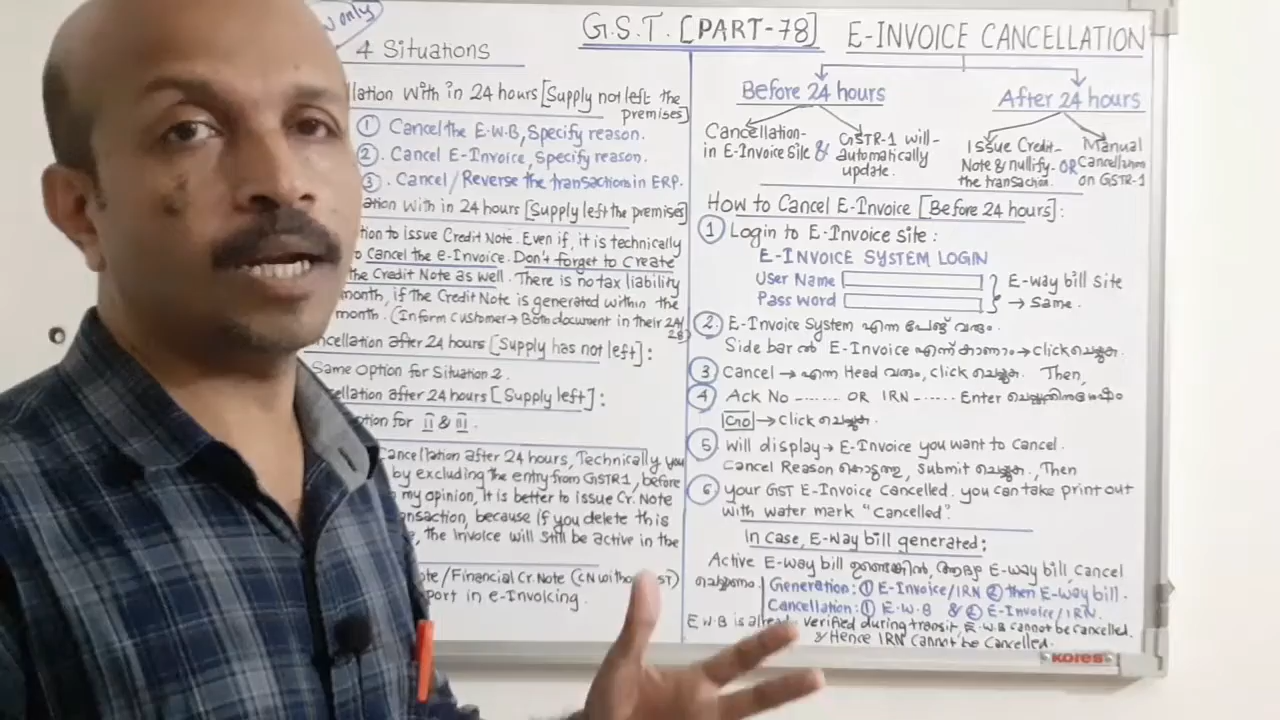 G.S.T. [PART-78]
only
4 Situations
llation With in 24 hours [Supply not left the
premises]
① Cancel the E.W.B, Specify reason.
②. Cancel E-Invoice, Specify reason.
③. Cancel/Reverse the transactions in ERP.
ation With in 24 hours [Supply left the premises]
tion to issue Credit Note. Even if, it is technically
o Cancel the e-Invoice. Don't forget to Create
the Credit Note as well. There is no tax liability
month, if the Credit Note is generated within the
month. (Inform Customer → Both document in their 2A/
2B)
ncellation after 24 hours [Supply has not left]:
Same Option for Situation 2.
cellation after 24 hours [Supply left]:
ption for II & III.
Cancellation after 24 hours, Technically you
by excluding the entry from GSTR1, before
my opinion, It is better to issue Cr. Note
ansaction, because if you delete this
, the Invoice will still be active in the
ote/Financial Cr.Note (CN witho ST)
port in e-Invoicing.
E-INVOICE CANCELLATION
Before 24 hours
After 24 hours
Cancellation-
in E-Invoice Site
&
GSTR-1 will-
automatically
update.
Issue Credit-
Note & nullify-
the transaction.
OR
Manual
Cancellation
on GSTR-1
How to Cancel E-Invoice [Before 24 hours]:
① Login to E-Invoice site:
E-INVOICE SYSTEM LOGIN
User Name
Pass word
E-way bill Site
→ Same.
②. E-Invoice System എന്ന പേജ് വരും.
Side bar ൽ E-Invoice എന്ന് കാണാം → Click ചെയ്യുക.
③ Cancel → എന്ന Head വരും, click ചെയ്യുക. Then,
④ Ack No ........ OR IRN ....... Enter
Go → Click ചെയ്യുക.
⑤ Will display → E-Invoice you want to Cancel.
Cancel Reason കൊടുത്തു, Submit ചെയ്യുക, Then
⑥ your GST E-Invoice Cancelled. you can take print out
with water mark "Cancelled".
In case, E-Way bill generated:
Active E-way bill ഉണ്ടെങ്കിൽ, ആദ്യം E-way bill, Cancel
ചെയ്യണം.
Generation: ① E-Invoice/IRN ② then E-Way bill.
Cancellation: ① E.W.B & ② E-Invoice/IRN.
E.W.B is already verified during transit, E.W.B cannot be cancelled.
& Hence IRN cannot be Cancelled.
KORES